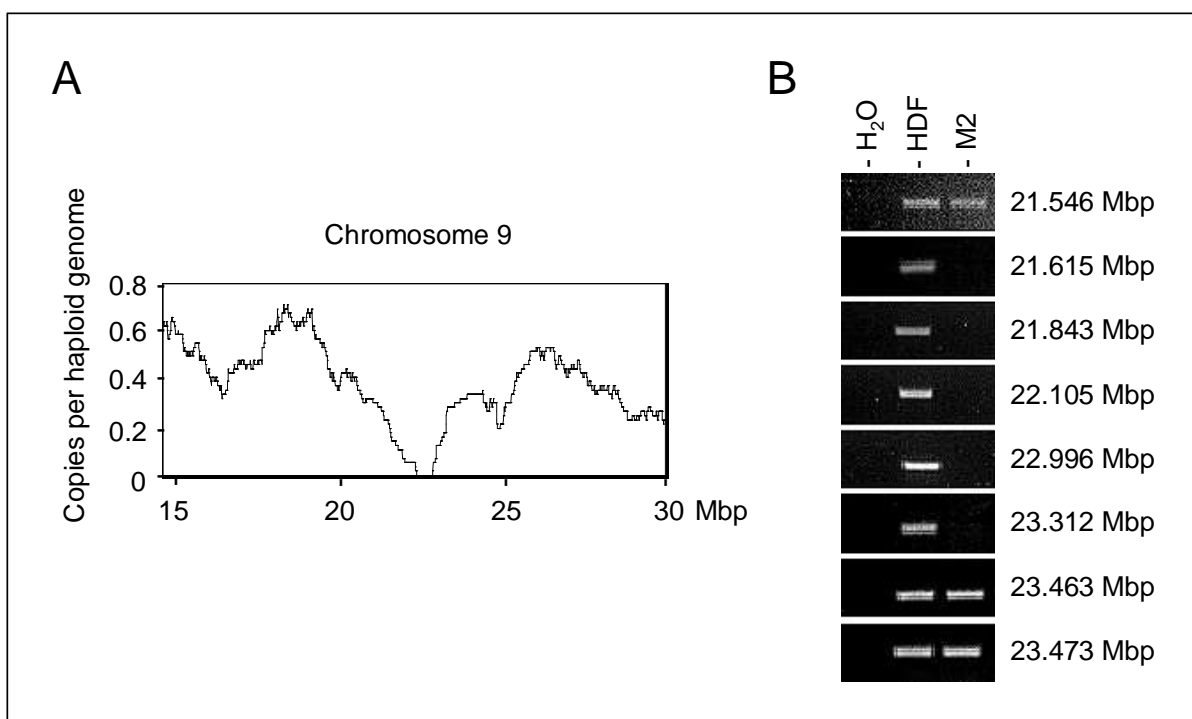 A
Chromosome 9
Copies per haploid genome
0.8
0.6
0.4
0.2
0
15
20
25
30 Mbp
B
- H₂O
- HDF
- M2
21.546 Mbp
21.615 Mbp
21.843 Mbp
22.105 Mbp
22.996 Mbp
23.312 Mbp
23.463 Mbp
23.473 Mbp